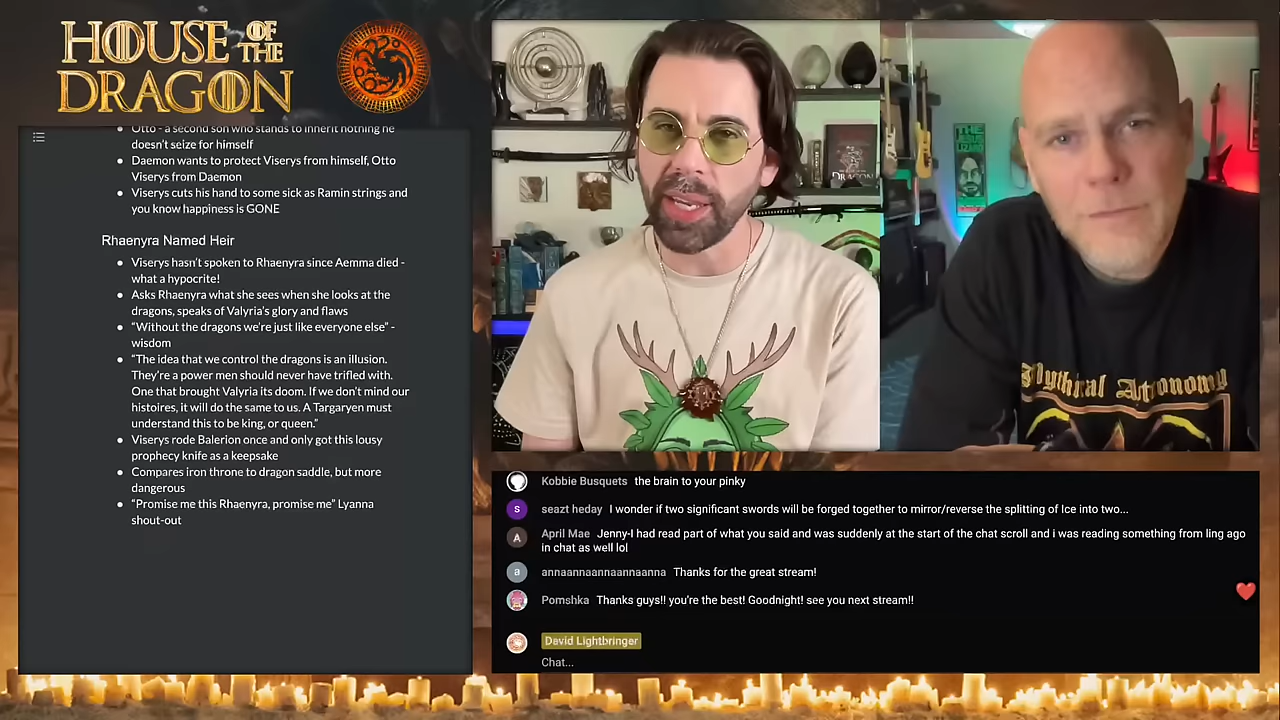 HOUSE OF THE
DRAGON
Otto - a second son who stands to inherit nothing he
doesn't seize for himself
Daemon wants to protect Viserys from himself, Otto
Viserys from Daemon
Viserys cuts his hand to some sick as Ramin strings and
you know happiness is GONE
Rhaenyra Named Heir
Viserys hasn't spoken to Rhaenyra since Aemma died -
what a hypocrite!
Asks Rhaenyra what she sees when she looks at the
dragons, speaks of Valyria's glory and flaws
"Without the dragons we're just like everyone else" -
wisdom
"The idea that we control the dragons is an illusion.
They're a power men should never have trifled with.
One that brought Valyria its doom. If we don't mind our
histoires, it will do the same to us. A Targaryen must
understand this to be king, or queen."
Viserys rode Balerion once and only got this lousy
prophecy knife as a keepsake
Compares iron throne to dragon saddle, but more
dangerous
"Promise me this Rhaenyra, promise me" Lyanna
shout-out
DRAGON
Mythical Astronomy
Kobbie Busquets the brain to your pinky
s seazt heday I wonder if two significant swords will be forged together to mirror/reverse the splitting of Ice into two...
A April Mae Jenny-I had read part of what you said and was suddenly at the start of the chat scroll and i was reading something from ling ago
in chat as well lol
a annaannaannaannaanna Thanks for the great stream!
Pomshka Thanks guys!! you're the best! Goodnight! see you next stream!!
David Lightbringer
Chat...